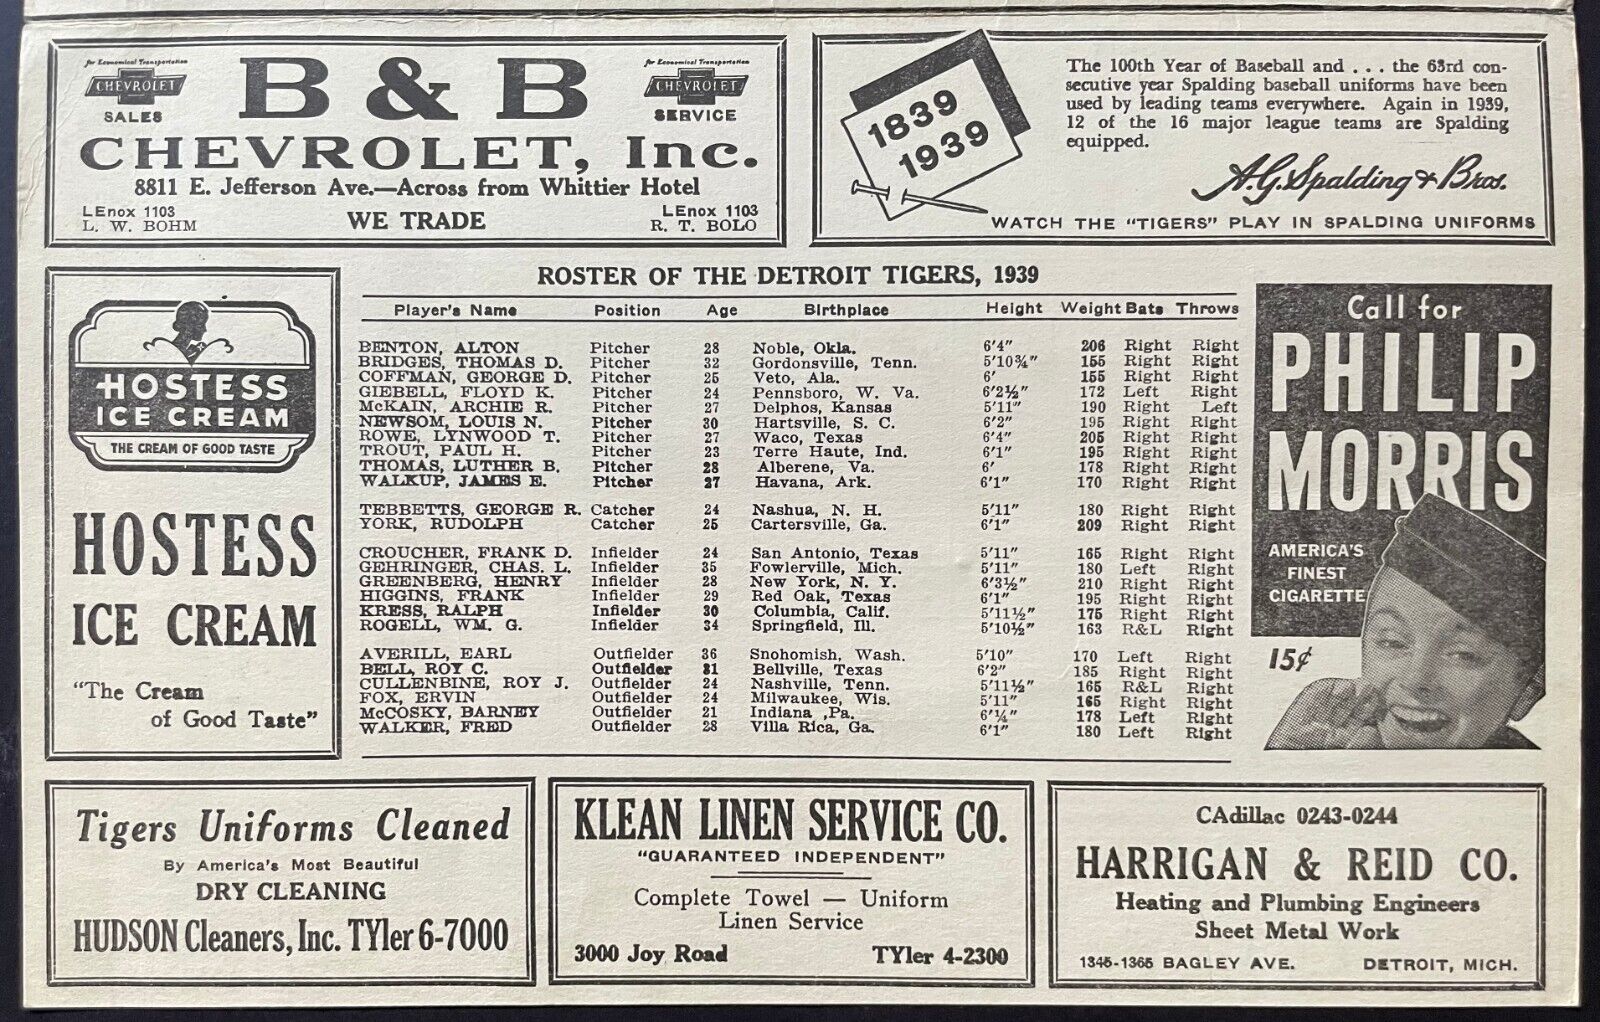 for Economical Transportation
CHEVROLET
SALES
B & B
for Economical Transportation
CHEVROLET
SERVICE
CHEVROLET, Inc.
8811 E. Jefferson Ave.—Across from Whittier Hotel
LEnox 1103
L. W. BOHM
WE TRADE
LEnox 1103
R. T. BOLO
1839
1939
The 100th Year of Baseball and . . . the 63rd con-
secutive year Spalding baseball uniforms have been
used by leading teams everywhere. Again in 1939,
12 of the 16 major league teams are Spalding
equipped.
A.G. Spalding & Bros.
WATCH THE "TIGERS" PLAY IN SPALDING UNIFORMS
HOSTESS
ICE CREAM
THE CREAM OF GOOD TASTE
HOSTESS
ICE CREAM
"The Cream
of Good Taste"
ROSTER OF THE DETROIT TIGERS, 1939
Player's Name Position Age Birthplace Height Weight Bats Throws
BENTON, ALTON Pitcher 28 Noble, Okla. 6'4" 206 Right Right
BRIDGES, THOMAS D. Pitcher 32 Gordonsville, Tenn. 5'10¾" 155 Right Right
COFFMAN, GEORGE D. Pitcher 25 Veto, Ala. 6' 155 Right Right
GIEBELL, FLOYD K. Pitcher 24 Pennsboro, W. Va. 6'2½" 172 Left Right
McKAIN, ARCHIE R. Pitcher 27 Delphos, Kansas 5'11" 190 Right Left
NEWSOM, LOUIS N. Pitcher 30 Hartsville, S. C. 6'2" 195 Right Right
ROWE, LYNWOOD T. Pitcher 27 Waco, Texas 6'4" 205 Right Right
TROUT, PAUL H. Pitcher 23 Terre Haute, Ind. 6'1" 195 Right Right
THOMAS, LUTHER B. Pitcher 28 Alberene, Va. 6' 178 Right Right
WALKUP, JAMES E. Pitcher 27 Havana, Ark. 6'1" 170 Right Right
TEBBETTS, GEORGE R. Catcher 24 Nashua, N. H. 5'11" 180 Right Right
YORK, RUDOLPH Catcher 25 Cartersville, Ga. 6'1" 209 Right Right
CROUCHER, FRANK D. Infielder 24 San Antonio, Texas 5'11" 165 Right Right
GEHRINGER, CHAS. L. Infielder 35 Fowlerville, Mich. 5'11" 180 Left Right
GREENBERG, HENRY Infielder 28 New York, N. Y. 6'3½" 210 Right Right
HIGGINS, FRANK Infielder 29 Red Oak, Texas 6'1" 195 Right Right
KRESS, RALPH Infielder 30 Columbia, Calif. 5'11½" 175 Right Right
ROGELL, WM. G. Infielder 34 Springfield, Ill. 5'10½" 163 R&L Right
AVERILL, EARL Outfielder 36 Snohomish, Wash. 5'10" 170 Left Right
BELL, ROY C. Outfielder 31 Bellville, Texas 6'2" 185 Right Right
CULLENBINE, ROY J. Outfielder 24 Nashville, Tenn. 5'11½" 165 R&L Right
FOX, ERVIN Outfielder 24 Milwaukee, Wis. 5'11" 165 Right Right
McCOSKY, BARNEY Outfielder 21 Indiana ,Pa. 6'¼" 178 Left Right
WALKER, FRED Outfielder 28 Villa Rica, Ga. 6'1" 180 Left Right
Call for
PHILIP
MORRIS
AMERICA'S
FINEST
CIGARETTE
15¢
Tigers Uniforms Cleaned
By America's Most Beautiful
DRY CLEANING
HUDSON Cleaners, Inc. TYler 6-7000
KLEAN LINEN SERVICE CO.
"GUARANTEED INDEPENDENT"
Complete Towel — Uniform
Linen Service
3000 Joy Road TYler 4-2300
CAdillac 0243-0244
HARRIGAN & REID CO.
Heating and Plumbing Engineers
Sheet Metal Work
1345-1365 BAGLEY AVE. DETROIT, MICH.